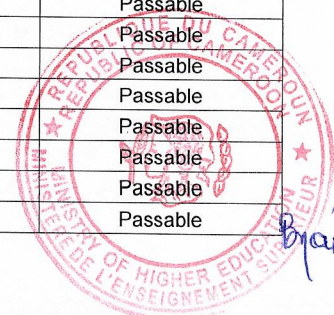 Passable
Passable
Passable
Passable
Passable
Passable
Passable
Passable
REPUBLIQUE DU CAMEROUN
REPUBLIC OF CAMEROON
MINISTRY OF HIGHER EDUCATION
MINISTERE DE L'ENSEIGNEMENT SUPERIEUR